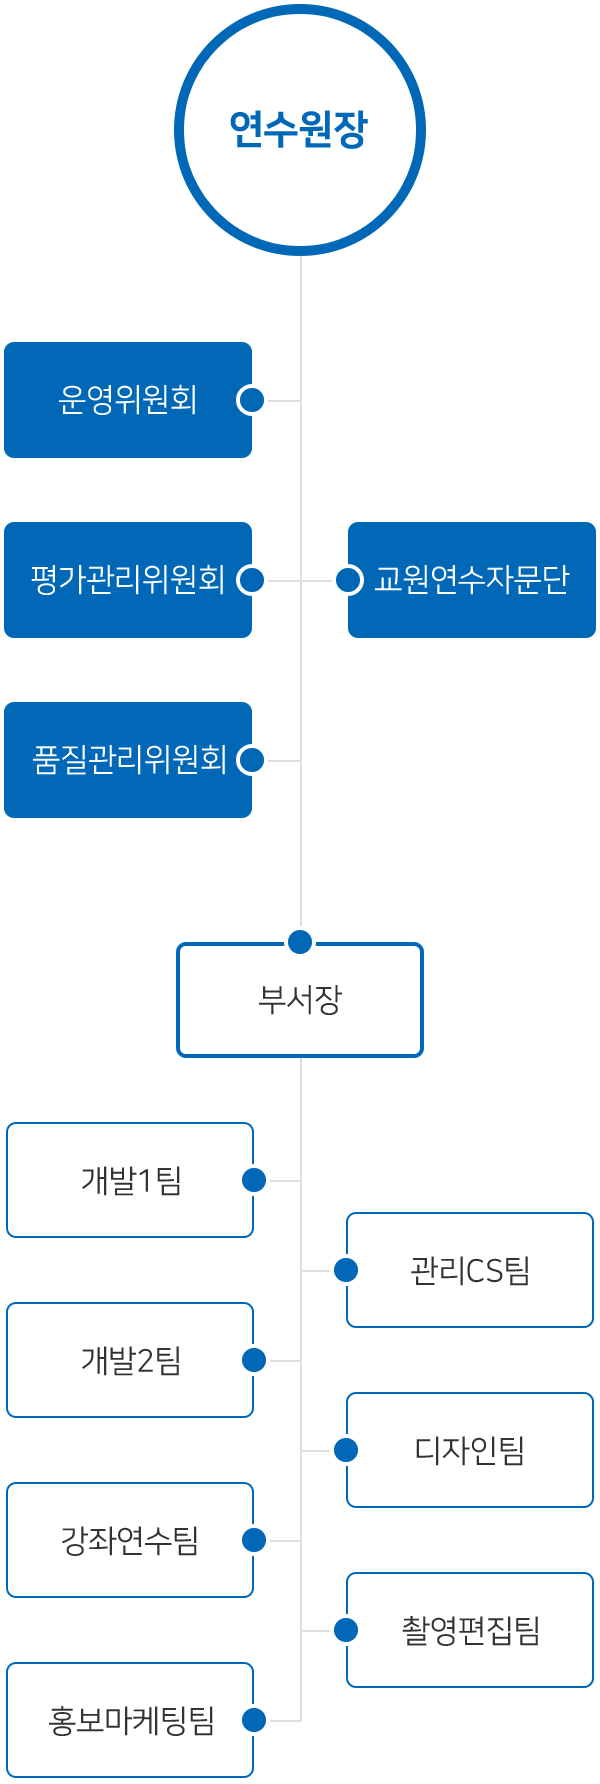 연수원장
운영위원회
평가관리위원회
교원연수자문단
품질관리위원회
부서장
개발1팀
관리CS팀
개발2팀
디자인팀
강좌연수팀
촬영편집팀
홍보마케팅팀